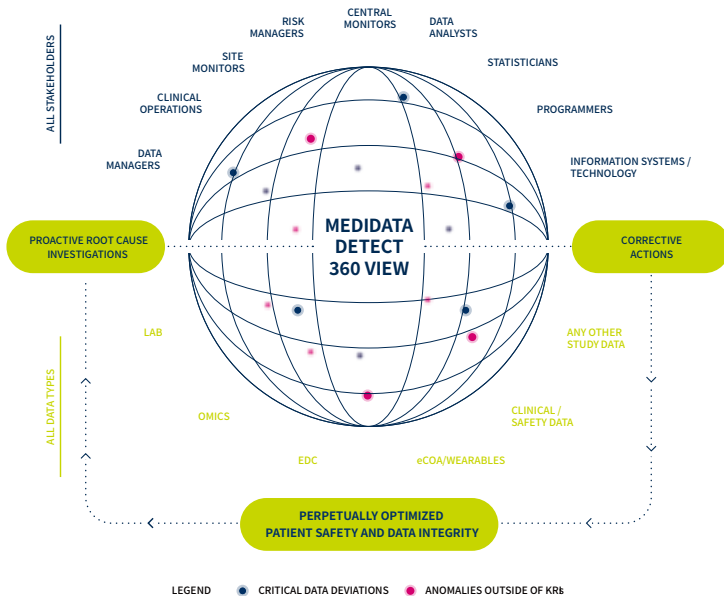 ALL STAKEHOLDERS
CENTRAL
MONITORS
RISK
MANAGERS
DATA
ANALYSTS
SITE
MONITORS
STATISTICIANS
CLINICAL
OPERATIONS
PROGRAMMERS
DATA
MANAGERS
INFORMATION SYSTEMS /
TECHNOLOGY
PROACTIVE ROOT CAUSE
INVESTIGATIONS
MEDIDATA
DETECT
360 VIEW
CORRECTIVE
ACTIONS
ALL DATA TYPES
LAB
ANY OTHER
STUDY DATA
OMICS
CLINICAL /
SAFETY DATA
EDC
eCOA/WEARABLES
PERPETUALLY OPTIMIZED
PATIENT SAFETY AND DATA INTEGRITY
LEGEND
CRITICAL DATA DEVIATIONS
ANOMALIES OUTSIDE OF KRIs